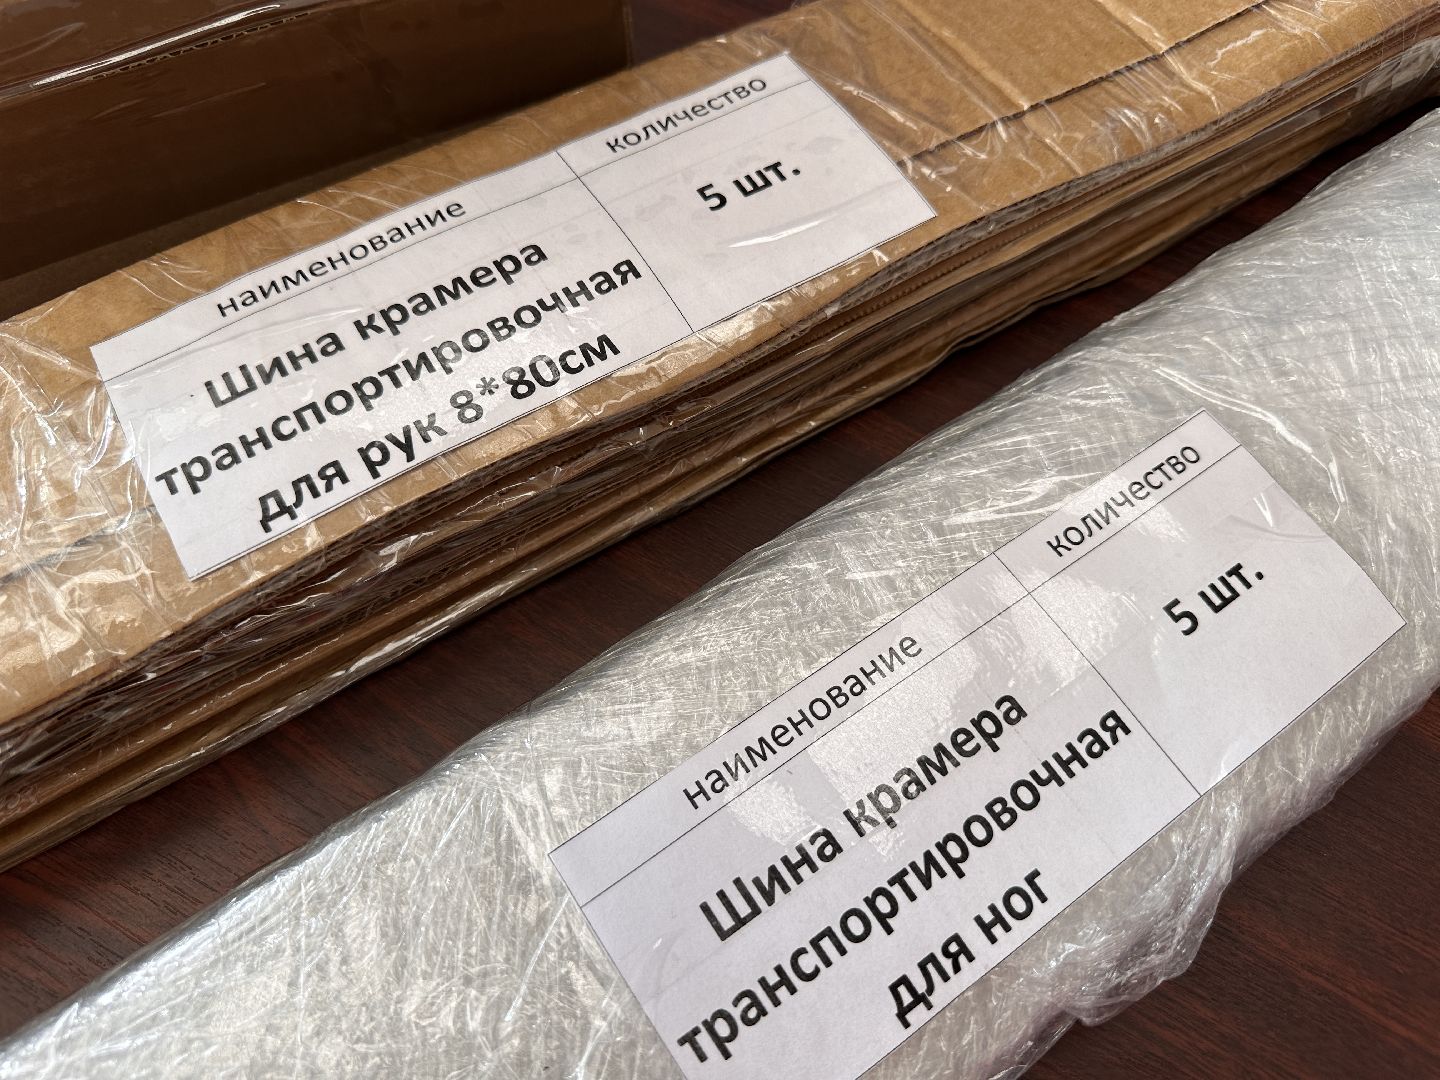 наименование
количество
Шина крамера
транспортировочная
для рук 8*80см
5 шт.
наименование
количество
Шина крамера
транспортировочная
для ног
5 шт.